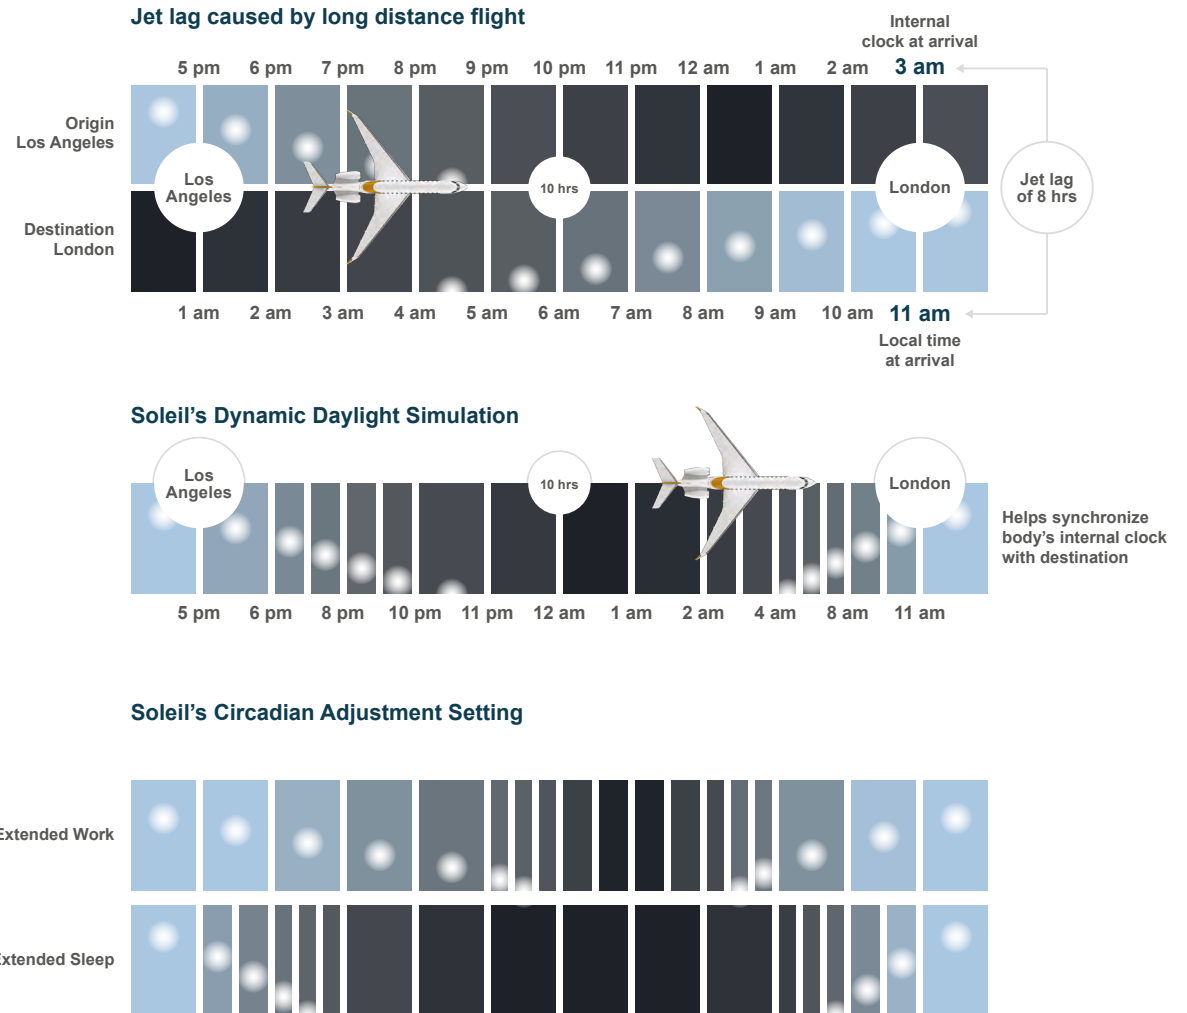 Jet lag caused by long distance flight
Internal
clock at arrival
5 pm 6 pm 7 pm 8 pm 9 pm 10 pm 11 pm 12 am 1 am 2 am 3 am
Origin
Los Angeles
Los
Angeles
10 hrs
London
Jet lag
of 8 hrs
Destination
London
1 am 2 am 3 am 4 am 5 am 6 am 7 am 8 am 9 am 10 am 11 am
Local time
at arrival
Soleil’s Dynamic Daylight Simulation
Los
Angeles
10 hrs
London
Helps synchronize
body’s internal clock
with destination
5 pm 6 pm 8 pm 10 pm 11 pm 12 am 1 am 2 am 4 am 8 am 11 am
Soleil’s Circadian Adjustment Setting
Extended Work
Extended Sleep